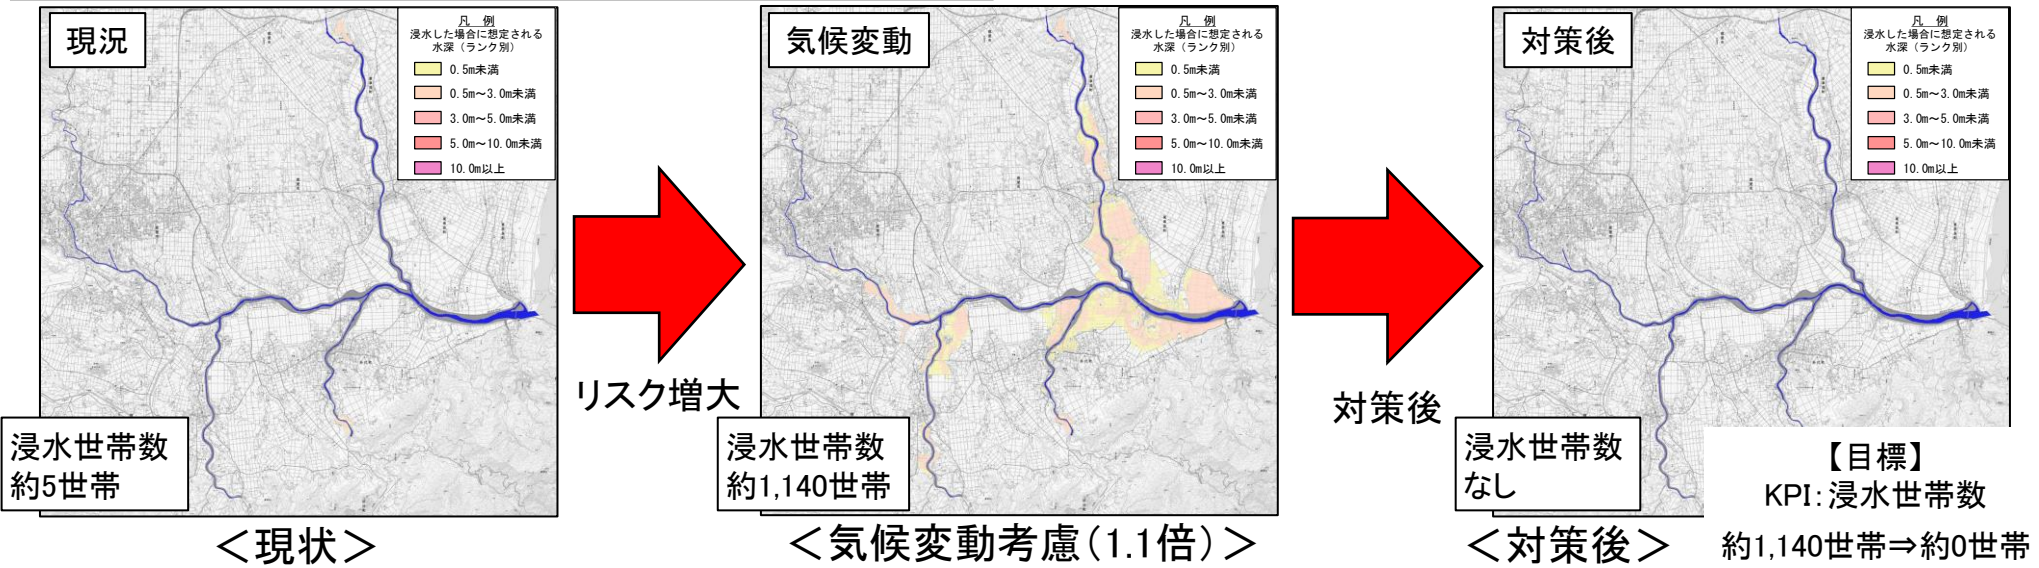 現況
凡 例
浸水した場合に想定される
水深（ランク別）
0.5m未満
0.5m～3.0m未満
3.0m～5.0m未満
5.0m～10.0m未満
10.0m以上
浸水世帯数
約5世帯
＜現状＞
リスク増大
気候変動
凡 例
浸水した場合に想定される
水深（ランク別）
0.5m未満
0.5m～3.0m未満
3.0m～5.0m未満
5.0m～10.0m未満
10.0m以上
浸水世帯数
約1,140世帯
＜気候変動考慮（1.1倍）＞
対策後
対策後
凡 例
浸水した場合に想定される
水深（ランク別）
0.5m未満
0.5m～3.0m未満
3.0m～5.0m未満
5.0m～10.0m未満
10.0m以上
浸水世帯数
なし
＜対策後＞
【目標】
KPI：浸水世帯数
約1,140世帯⇒約0世帯